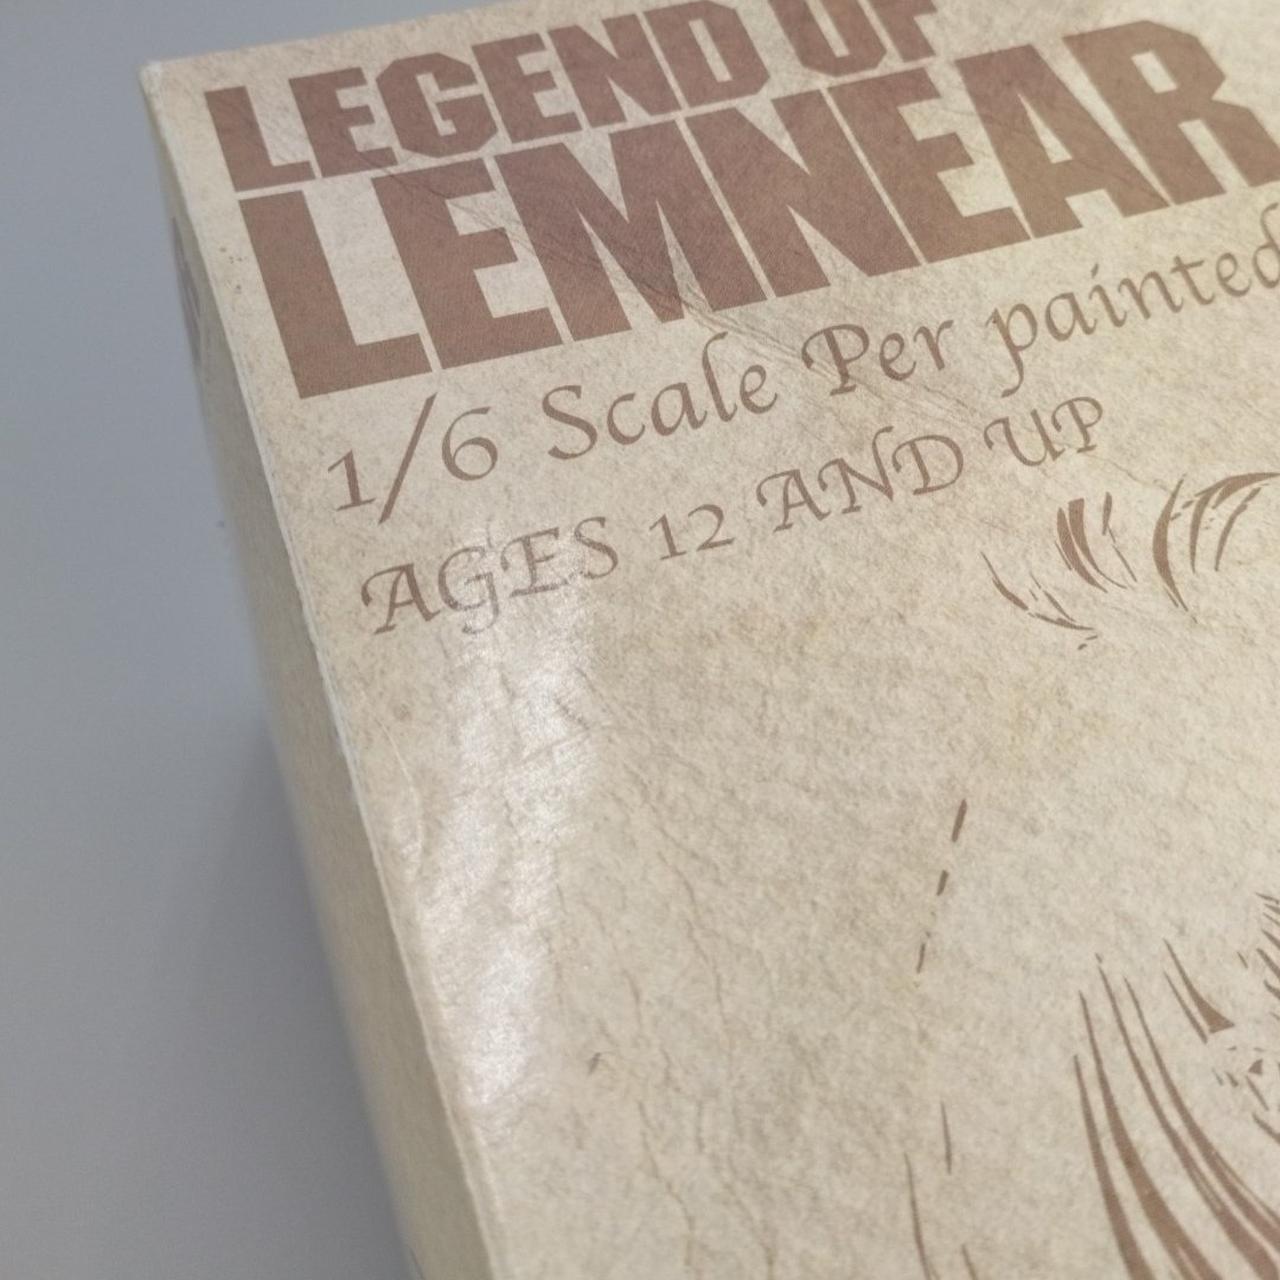 LEGEND OF
LEMNEAR
1/6 Scale Per painted
AGES 12 AND UP